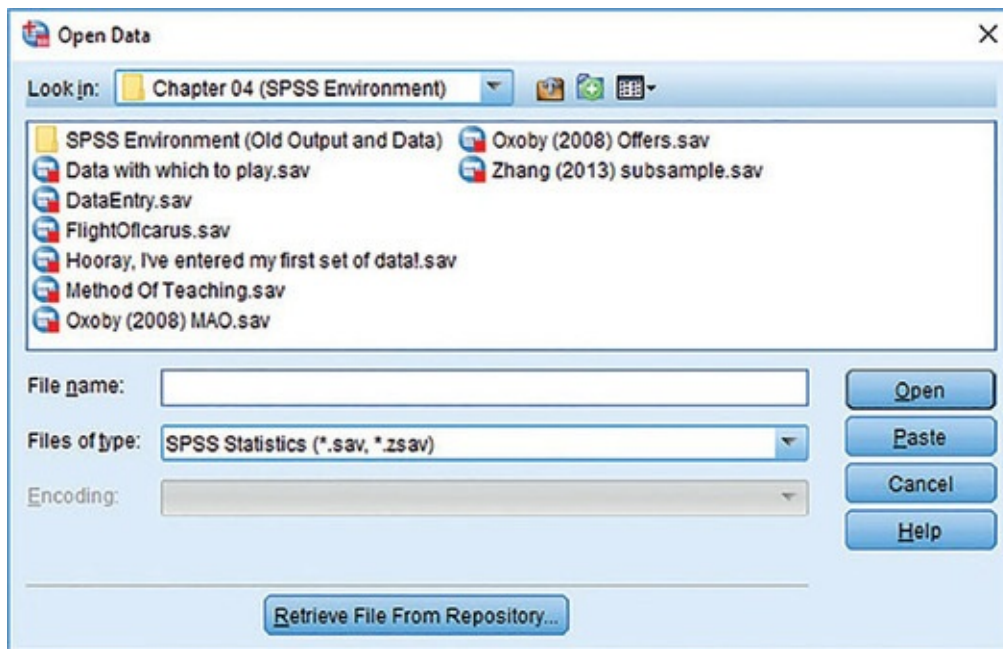 Open Data
Look in: Chapter 04 (SPSS Environment)
SPSS Environment (Old Output and Data)
Data with which to play.sav
DataEntry.sav
FlightOfIcarus.sav
Hooray, I've entered my first set of data!.sav
Method Of Teaching.sav
Oxoby (2008) MAO.sav
Oxoby (2008) Offers.sav
Zhang (2013) subsample.sav
File name:
Open
Files of type: SPSS Statistics (*.sav, *.zsav)
Paste
Encoding:
Cancel
Help
Retrieve File From Repository...